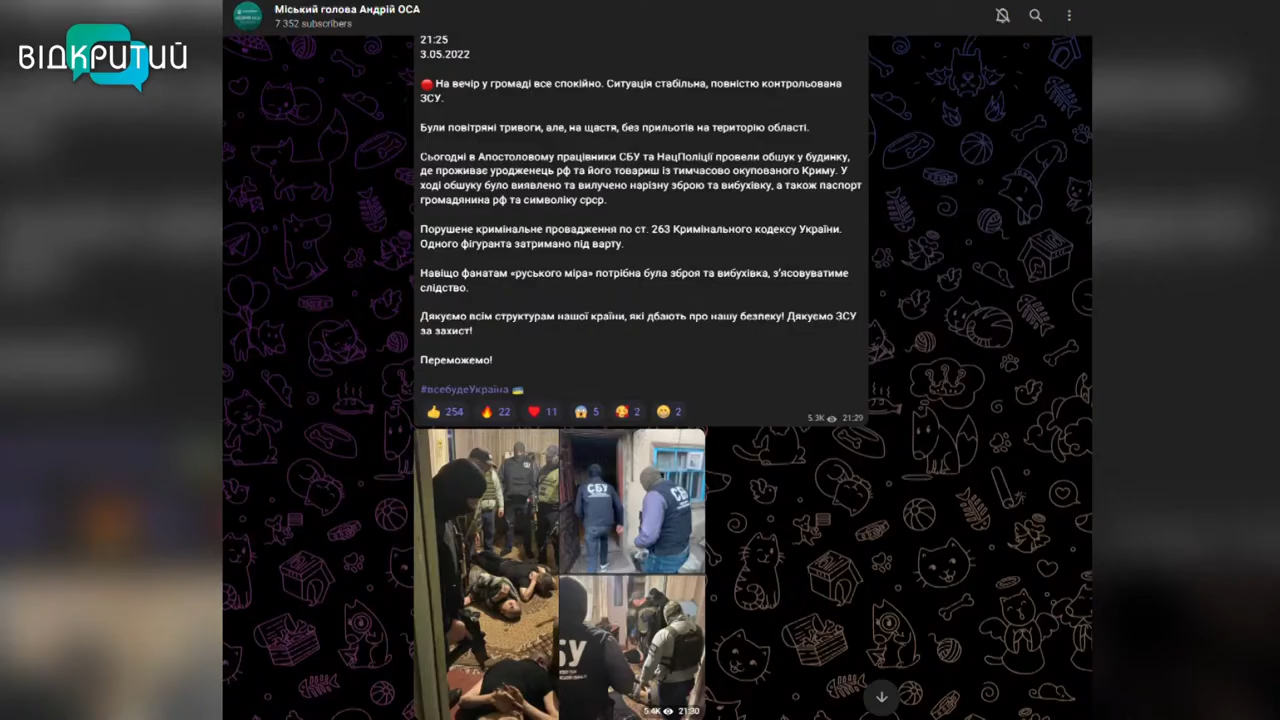 ВІДКРИТИЙ
Міський голова Андрій ОСА
7 352 subscribers
21:25
3.05.2022
🔴 На вечір у громаді все спокійно. Ситуація стабільна, повністю контрольована
ЗСУ.
Були повітряні тривоги, але, на щастя, без прильотів на територію області.
Сьогодні в Апостоловому працівники СБУ та НацПоліції провели обшук у будинку,
де проживає уродженець рф та його товариш із тимчасово окупованого Криму. У
ході обшуку було виявлено та вилучено нарізну зброю та вибухівку, а також паспорт
громадянина рф та символіку срср.
Порушене кримінальне провадження по ст. 263 Кримінального кодексу України.
Одного фігуранта затримано під варту.
Навіщо фанатам «руського міра» потрібна була зброя та вибухівка, з’ясовуватиме
слідство.
Дякуємо всім структурам нашої країни, які дбають про нашу безпеку! Дякуємо ЗСУ
за захист!
Переможемо!
#всебудеУкраїна 🇺🇦
👍 254 🔥 22 ❤️ 11 😱 5 🥰 2 😁 2
5.3K 21:29
СБУ
СБУ
БУ
5.4K 21:30